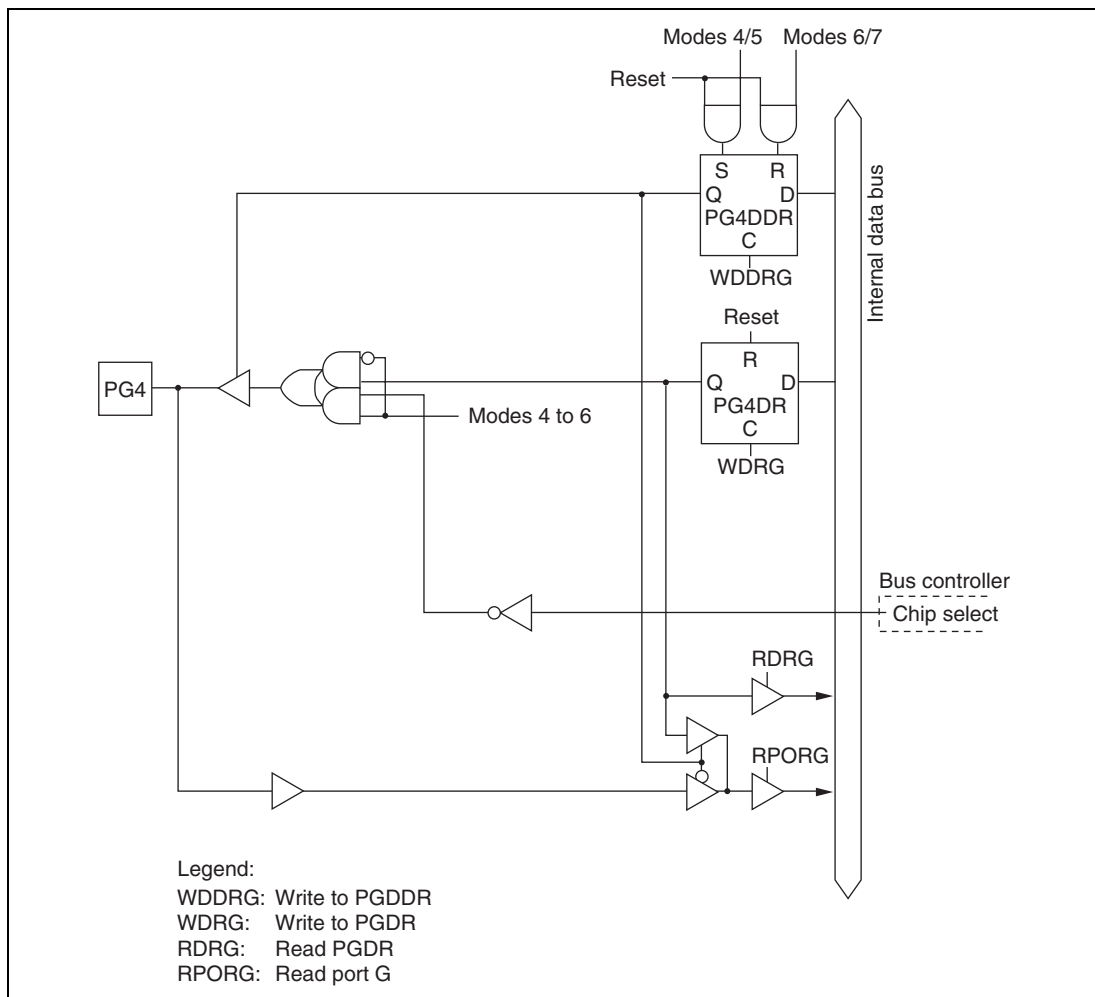 Modes 4/5
Modes 6/7
Reset
S
R
Q
D
PG4DDR
C
WDDRG
Internal data bus
Reset
R
Q
D
PG4DR
C
WDRG
PG4
Modes 4 to 6
Bus controller
Chip select
RDRG
RPORG
Legend:
WDDRG: Write to PGDDR
WDRG: Write to PGDR
RDRG: Read PGDR
RPORG: Read port G